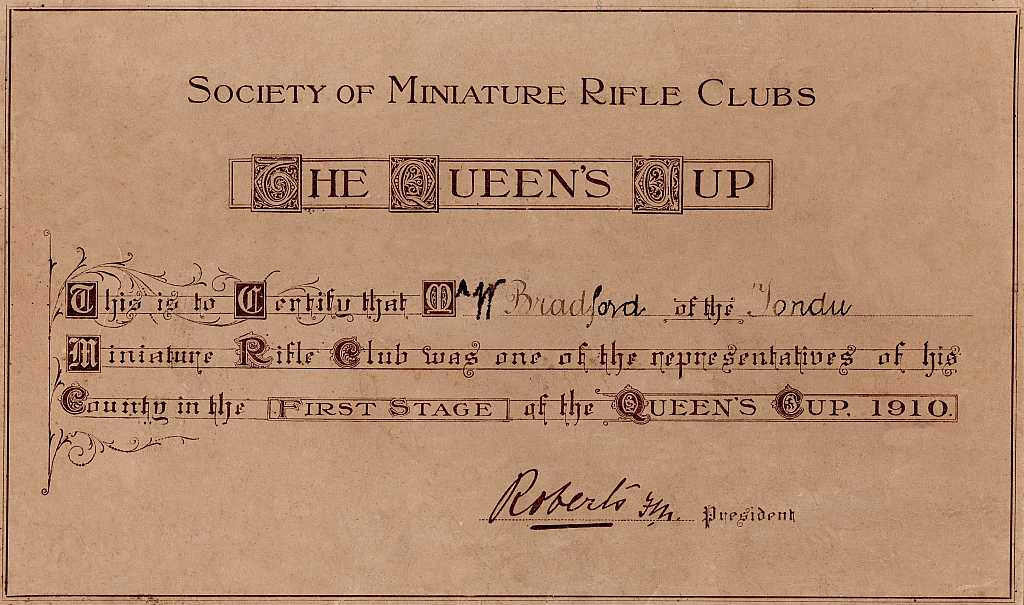 SOCIETY OF MINIATURE RIFLE CLUBS
THE QUEEN'S CUP
This is to Certify that Mr W Bradford of the Tondu
Miniature Rifle Club was one of the representatives of his
County in the FIRST STAGE of the QUEEN'S CUP. 1910.
Roberts F.M. President